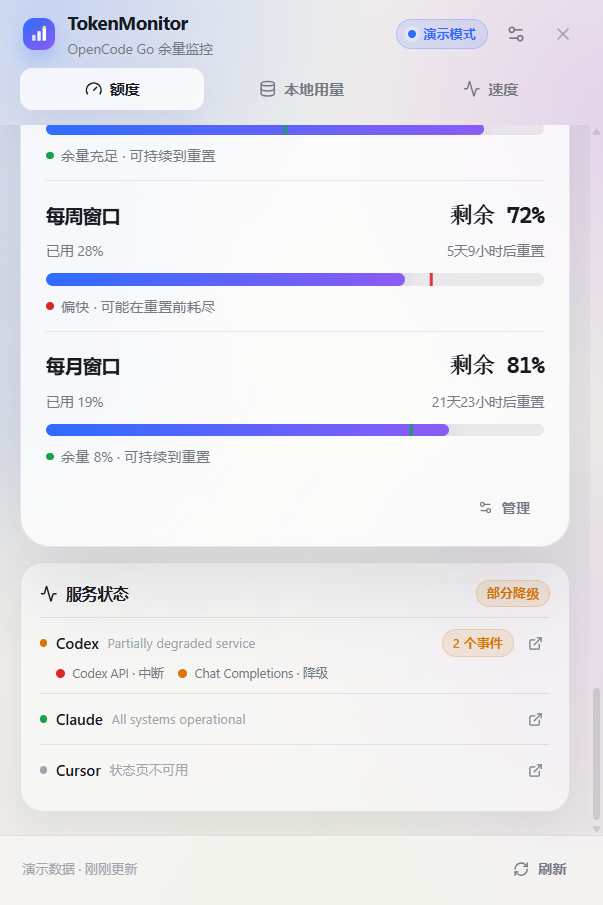 TokenMonitor
OpenCode Go 余量监控
演示模式
额度
本地用量
速度
余量充足 · 可持续到重置
每周窗口
剩余 72%
已用 28%
5天9小时后重置
偏快 · 可能在重置前耗尽
每月窗口
剩余 81%
已用 19%
21天23小时后重置
余量 8% · 可持续到重置
管理
服务状态
部分降级
Codex Partially degraded service
2 个事件
Codex API · 中断
Chat Completions · 降级
Claude All systems operational
Cursor 状态页不可用
演示数据 · 刚刚更新
刷新